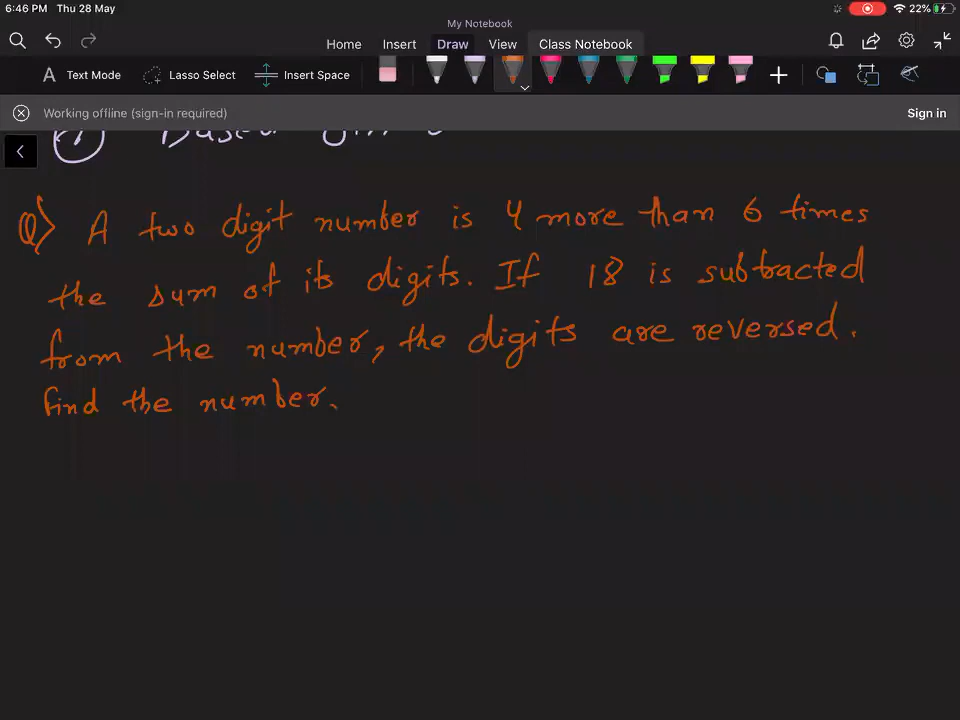 6:46 PM Thu 28 May
22%
My Notebook
Home Insert Draw View Class Notebook
A Text Mode Lasso Select Insert Space
Working offline (sign-in required) Sign in
Based
Q> A two digit number is 4 more than 6 times
the sum of its digits. If 18 is subtracted
from the number, the digits are reversed.
find the number.